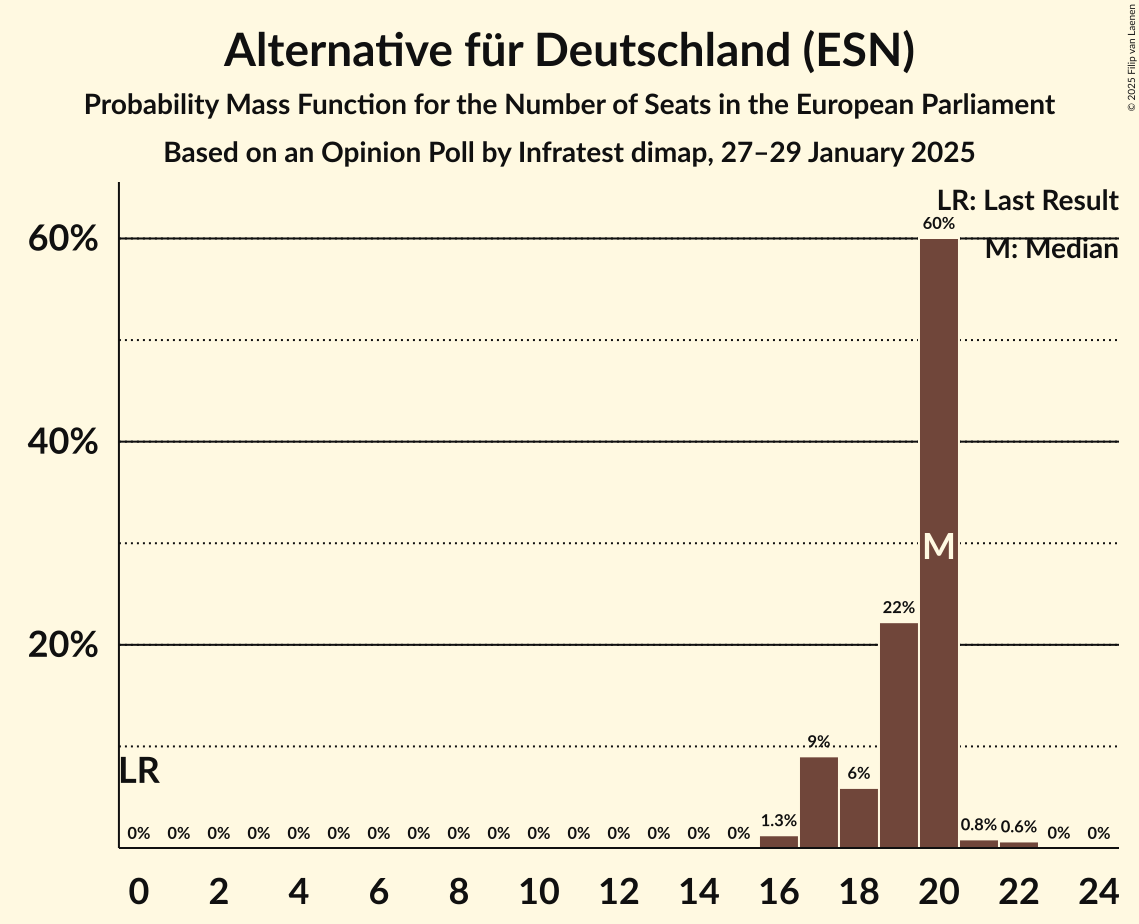 Alternative für Deutschland (ESN)
Probability Mass Function for the Number of Seats in the European Parliament
Based on an Opinion Poll by Infratest dimap, 27–29 January 2025
© 2025 Filip van Laenen
LR: Last Result
M: Median
60%
40%
20%
60%
M
22%
9%
6%
LR
0% 0% 0% 0% 0% 0% 0% 0% 0% 0% 0% 0% 0% 0% 0% 0% 1.3% 0.8% 0.6% 0% 0%
0 2 4 6 8 10 12 14 16 18 20 22 24